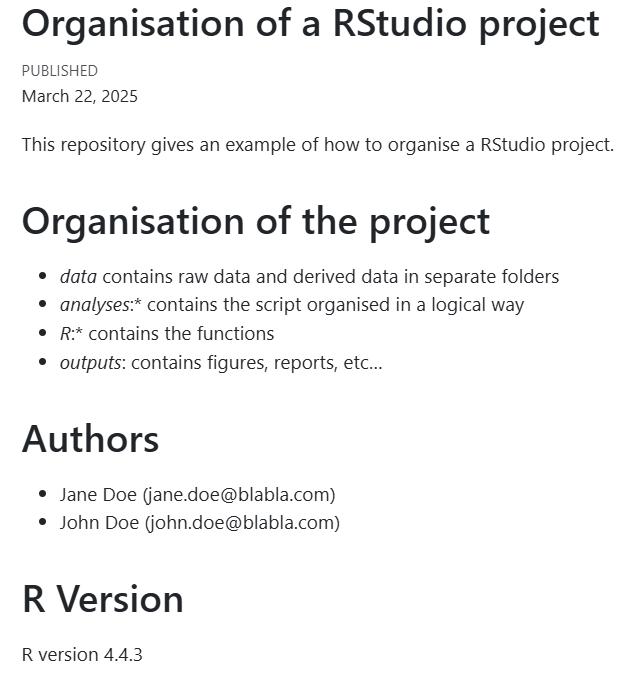 Organisation of a RStudio project
PUBLISHED
March 22, 2025
This repository gives an example of how to organise a RStudio project.
Organisation of the project
• data contains raw data and derived data in separate folders
• analyses:* contains the script organised in a logical way
• R:* contains the functions
• outputs: contains figures, reports, etc…
Authors
• Jane Doe (jane.doe@blabla.com)
• John Doe (john.doe@blabla.com)
R Version
R version 4.4.3